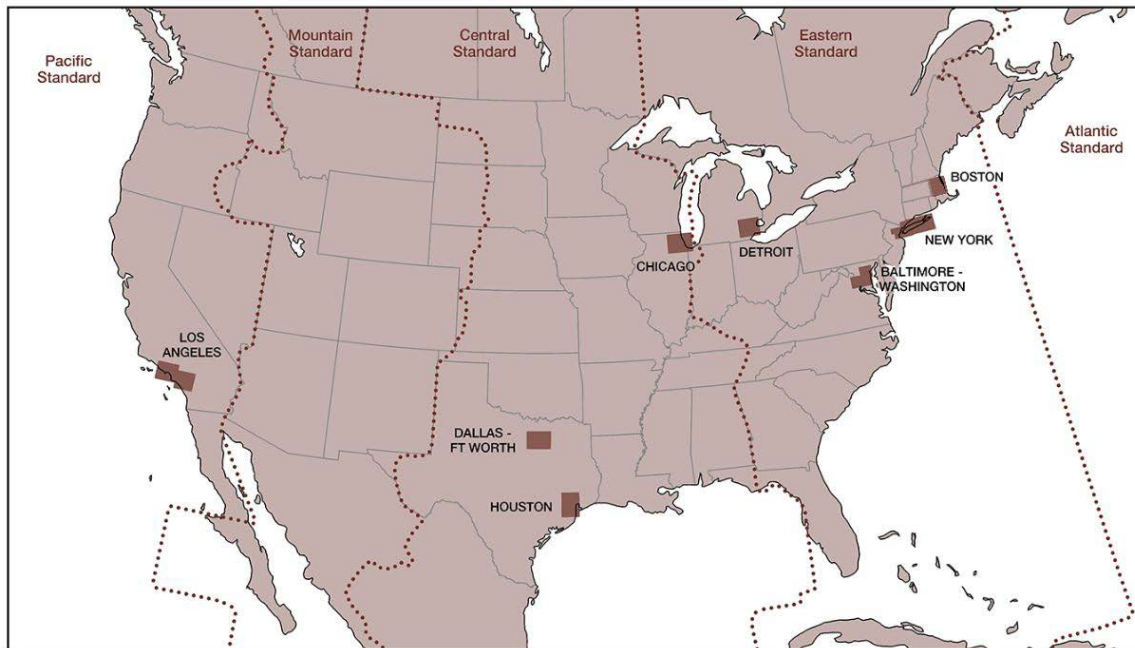 Pacific
Standard
Mountain
Standard
Central
Standard
Eastern
Standard
Atlantic
Standard
BOSTON
NEW YORK
DETROIT
CHICAGO
BALTIMORE -
WASHINGTON
LOS
ANGELES
DALLAS -
FT WORTH
HOUSTON